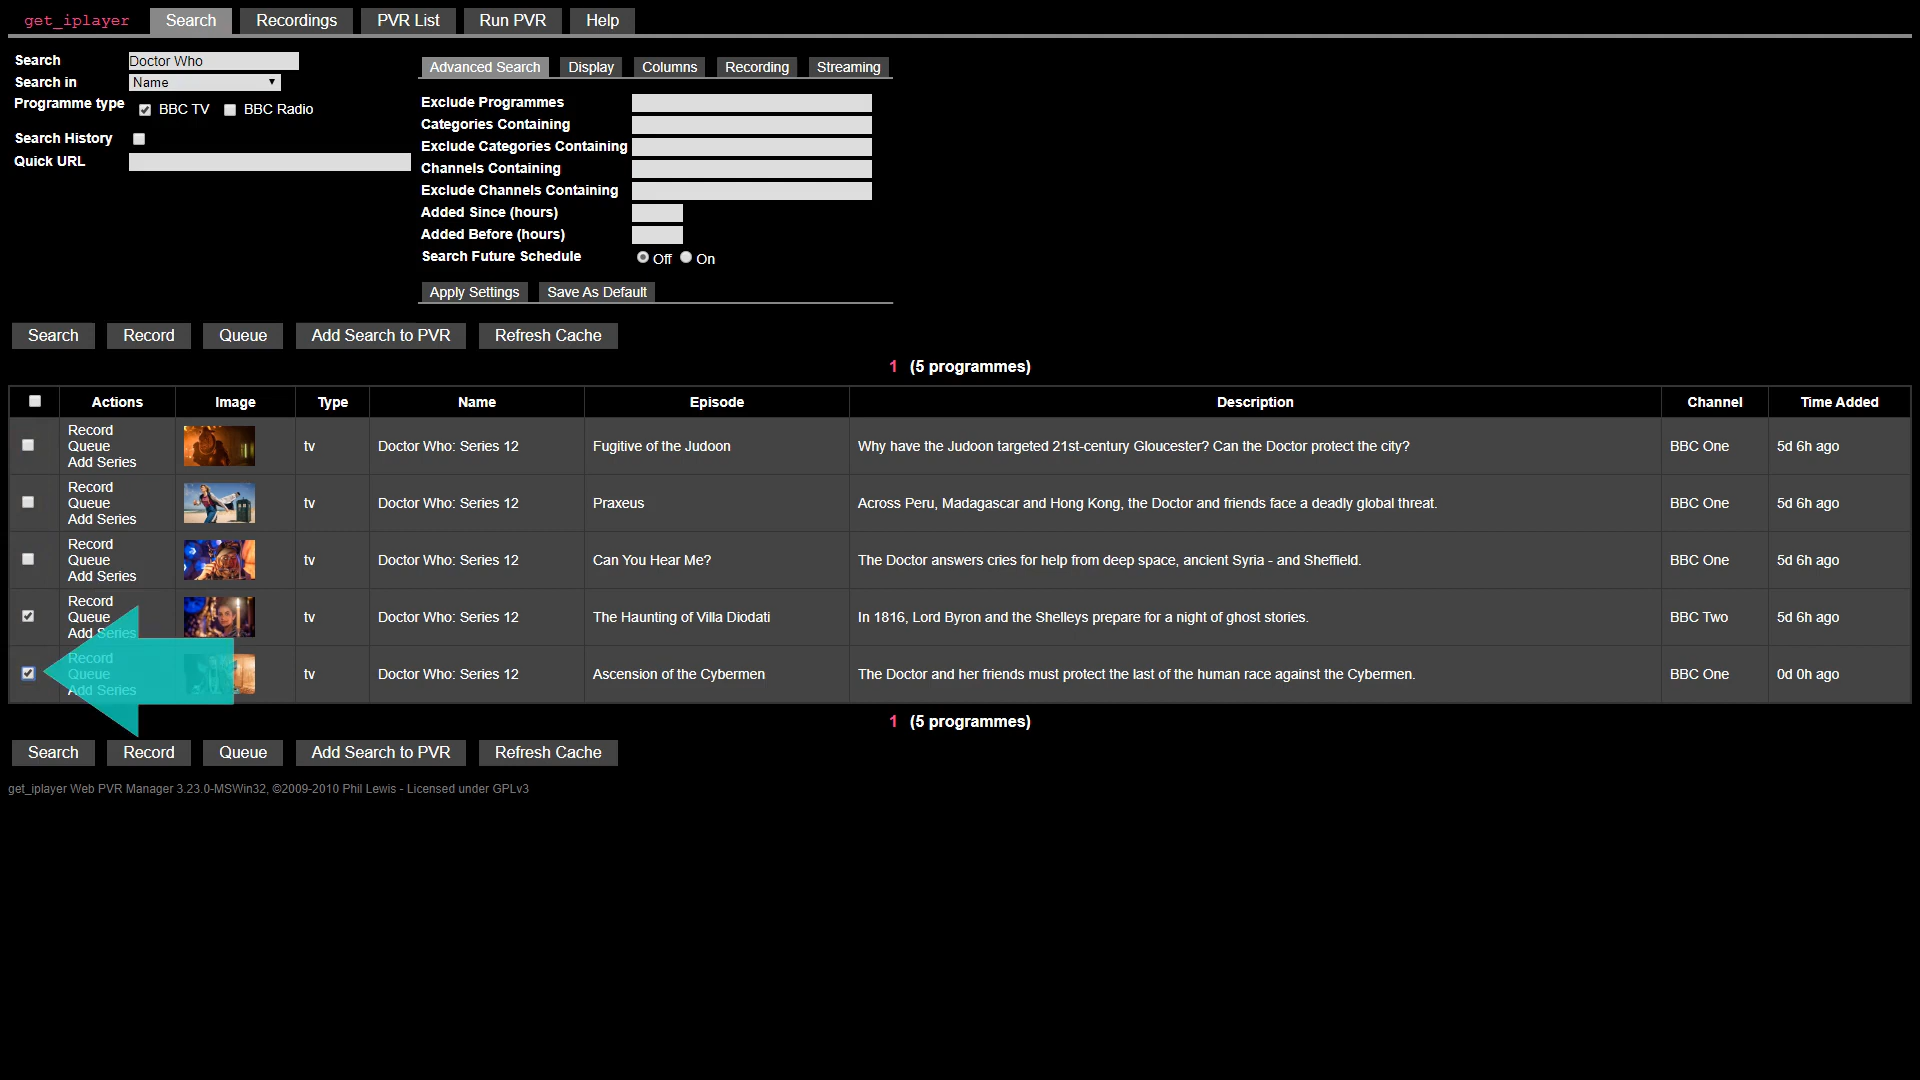 get_iplayer Search Recordings PVR List Run PVR Help
Search Doctor Who
Search in Name
Programme type BBC TV BBC Radio
Search History
Quick URL
Advanced Search Display Columns Recording Streaming
Exclude Programmes
Categories Containing
Exclude Categories Containing
Channels Containing
Exclude Channels Containing
Added Since (hours)
Added Before (hours)
Search Future Schedule Off On
Apply Settings Save As Default
Search Record Queue Add Search to PVR Refresh Cache
1 (5 programmes)
Actions Image Type Name Episode Description Channel Time Added
Record
Queue
Add Series
tv Doctor Who: Series 12 Fugitive of the Judoon Why have the Judoon targeted 21st-century Gloucester? Can the Doctor protect the city? BBC One 5d 6h ago
Record
Queue
Add Series
tv Doctor Who: Series 12 Praxeus Across Peru, Madagascar and Hong Kong, the Doctor and friends face a deadly global threat. BBC One 5d 6h ago
Record
Queue
Add Series
tv Doctor Who: Series 12 Can You Hear Me? The Doctor answers cries for help from deep space, ancient Syria - and Sheffield. BBC One 5d 6h ago
Record
Queue
Add Series
tv Doctor Who: Series 12 The Haunting of Villa Diodati In 1816, Lord Byron and the Shelleys prepare for a night of ghost stories. BBC Two 5d 6h ago
Record
Queue
Add Series
tv Doctor Who: Series 12 Ascension of the Cybermen The Doctor and her friends must protect the last of the human race against the Cybermen. BBC One 0d 0h ago
1 (5 programmes)
Search Record Queue Add Search to PVR Refresh Cache
get_iplayer Web PVR Manager 3.23.0-MSWin32, ©2009-2010 Phil Lewis - Licensed under GPLv3